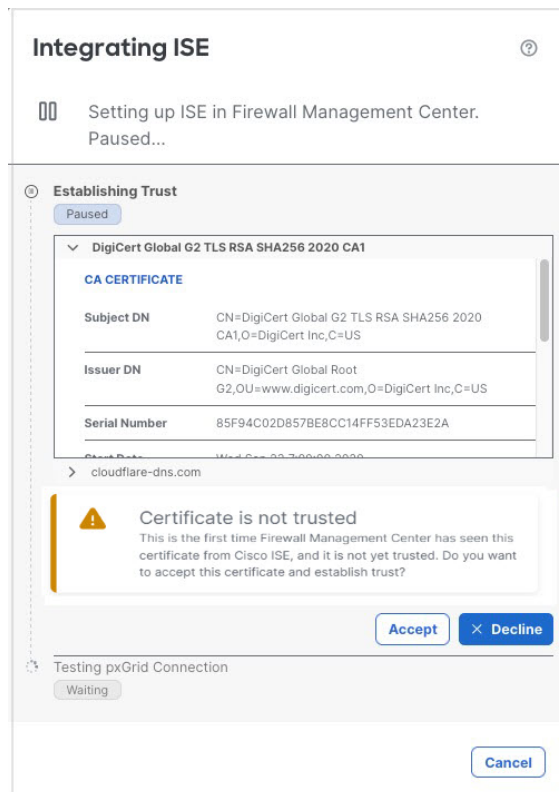 Integrating ISE
Setting up ISE in Firewall Management Center.
Paused...
Establishing Trust
Paused
DigiCert Global G2 TLS RSA SHA256 2020 CA1
CA CERTIFICATE
Subject DN CN=DigiCert Global G2 TLS RSA SHA256 2020
CA1,O=DigiCert Inc,C=US
Issuer DN CN=DigiCert Global Root
G2,OU=www.digicert.com,O=DigiCert Inc,C=US
Serial Number 85F94C02D857BE8CC14FF53EDA23E2A
cloudflare-dns.com
Certificate is not trusted
This is the first time Firewall Management Center has seen this
certificate from Cisco ISE, and it is not yet trusted. Do you want
to accept this certificate and establish trust?
Accept × Decline
Testing pxGrid Connection
Waiting
Cancel